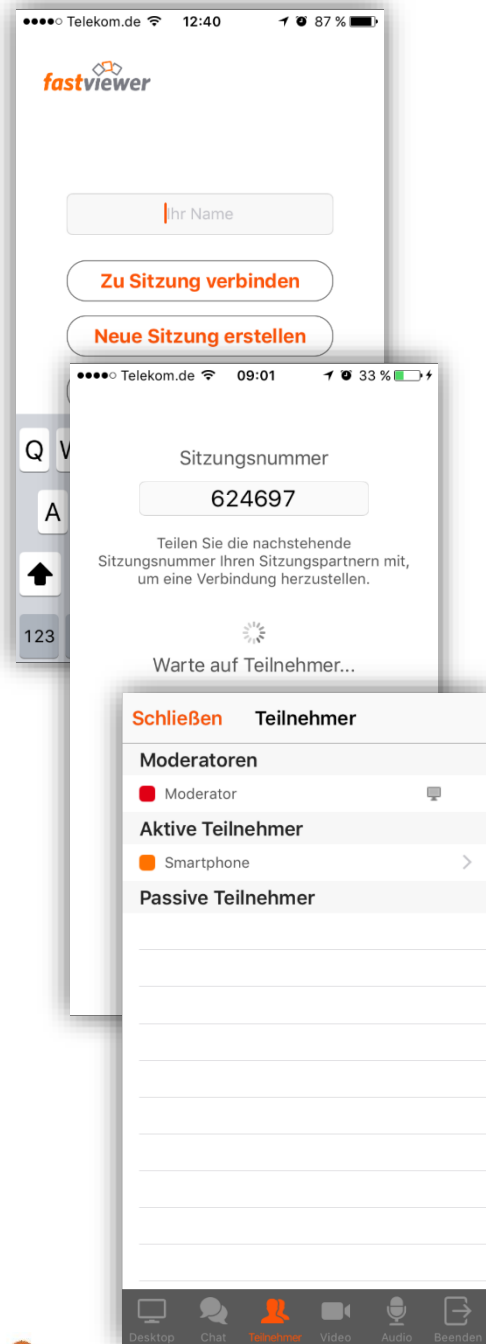 Telekom.de 12:40 87 %
fastviewer
Ihr Name
Zu Sitzung verbinden
Neue Sitzung erstellen
Q W
A
123
Telekom.de 09:01 33 %
Sitzungsnummer
624697
Teilen Sie die nachstehende
Sitzungsnummer Ihren Sitzungspartnern mit,
um eine Verbindung herzustellen.
Warte auf Teilnehmer...
Schließen Teilnehmer
Moderatoren
Moderator
Aktive Teilnehmer
Smartphone
Passive Teilnehmer
Desktop Chat Teilnehmer Video Audio Beenden